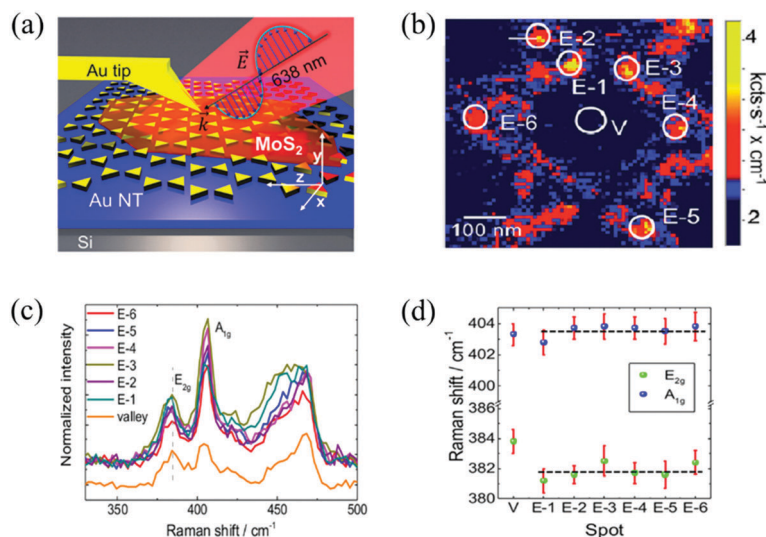 (a)
Au tip
E
638 nm
k
MoS2
y
z
x
Au NT
Si
(b)
E-2
E-1
E-3
E-4
E-6
V
E-5
100 nm
4
2
kcts·s-1 x cm
(c)
E-6
E-5
E-4
E-3
E-2
E-1
valley
E2g
A1g
Normalized intensity
350 400 450 500
Raman shift / cm-1
(d)
404
402
386
384
382
380
E2g
A1g
Raman shift / cm-1
V E-1 E-2 E-3 E-4 E-5 E-6
Spot